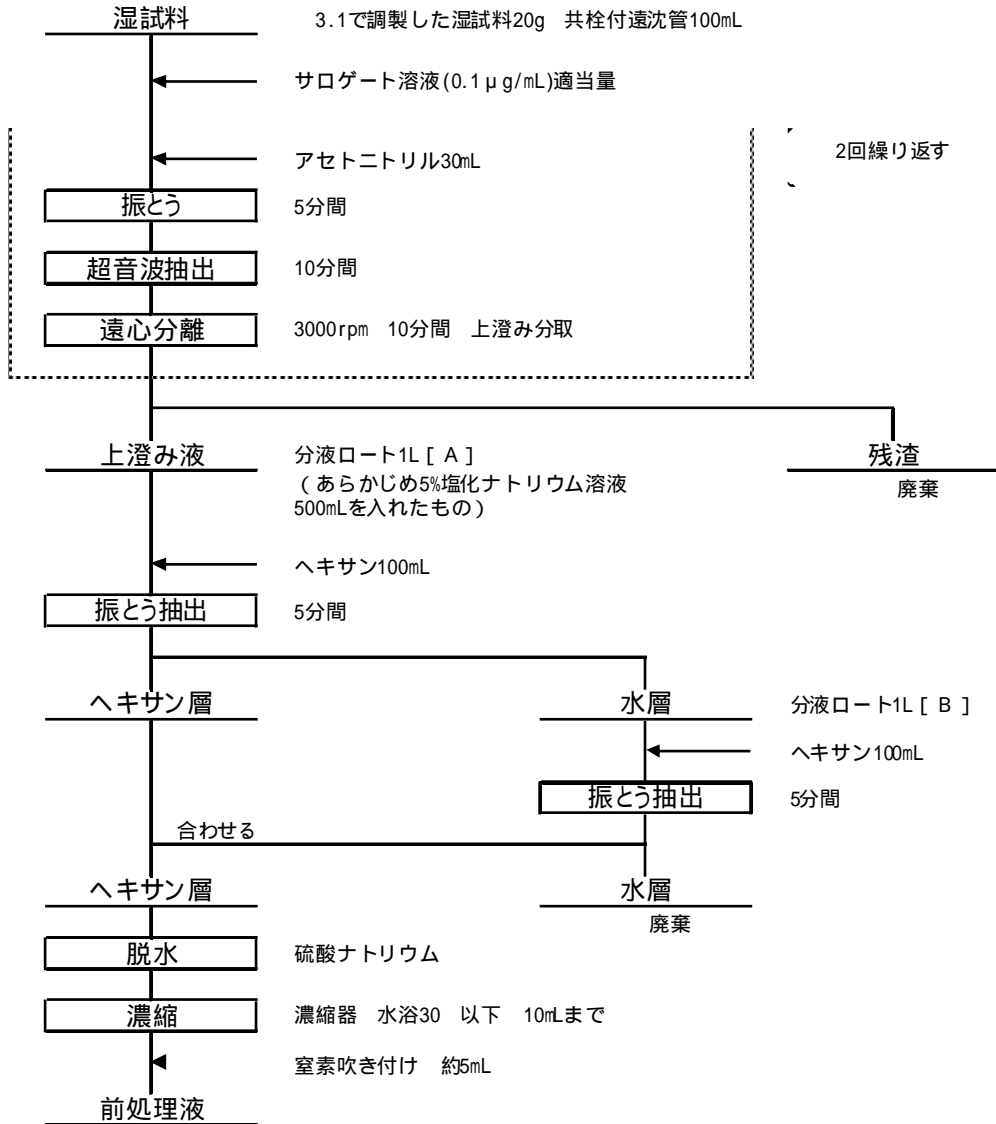 湿試料
3.1で調製した湿試料20g 共栓付遠沈管100mL
サロゲート溶液(0.1μg/mL)適当量
アセトニトリル30mL
2回繰り返す
振とう
5分間
超音波抽出
10分間
遠心分離
3000rpm 10分間 上澄み分取
上澄み液
分液ロート1L [ A ]
(あらかじめ5%塩化ナトリウム溶液
500mLを入れたもの)
残渣
廃棄
ヘキサン100mL
振とう抽出
5分間
ヘキサン層
水層
分液ロート1L [ B ]
ヘキサン100mL
振とう抽出
5分間
合わせる
ヘキサン層
水層
廃棄
脱水
硫酸ナトリウム
濃縮
濃縮器 水浴30 以下 10mLまで
窒素吹き付け 約5mL
前処理液